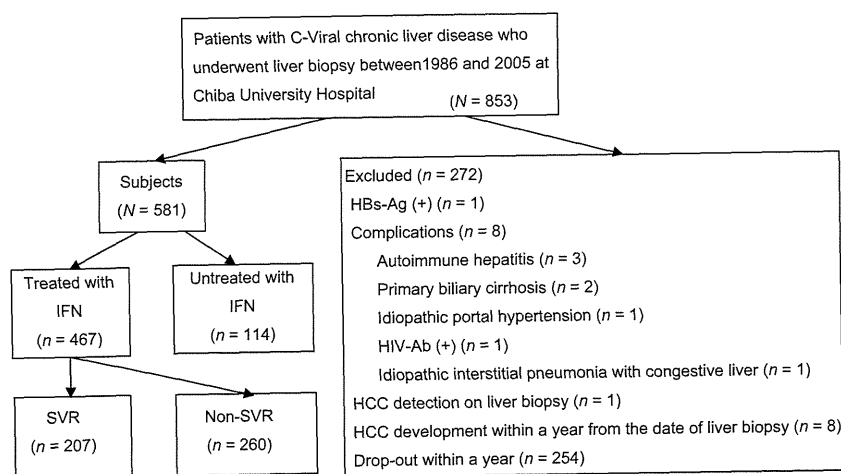 Patients with C-Viral chronic liver disease who
underwent liver biopsy between1986 and 2005 at
Chiba University Hospital (N = 853)
Subjects
(N = 581)
Treated with
IFN
(n = 467)
Untreated with
IFN
(n = 114)
SVR
(n = 207)
Non-SVR
(n = 260)
Excluded (n = 272)
HBs-Ag (+) (n = 1)
Complications (n = 8)
Autoimmune hepatitis (n = 3)
Primary biliary cirrhosis (n = 2)
Idiopathic portal hypertension (n = 1)
HIV-Ab (+) (n = 1)
Idiopathic interstitial pneumonia with congestive liver (n = 1)
HCC detection on liver biopsy (n = 1)
HCC development within a year from the date of liver biopsy (n = 8)
Drop-out within a year (n = 254)